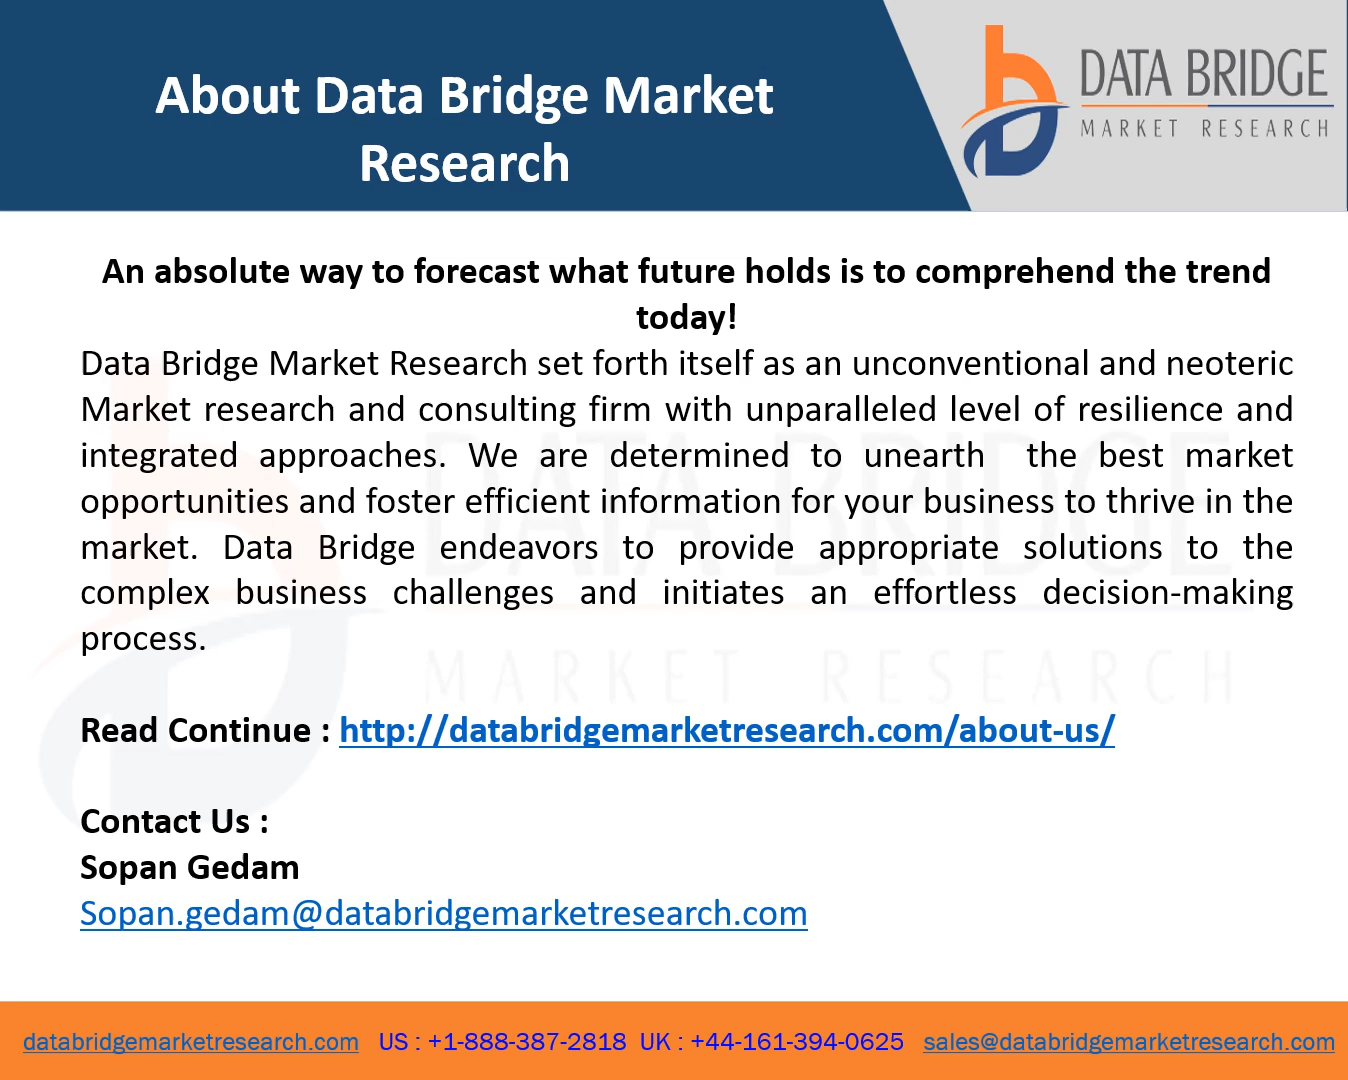 About Data Bridge Market
Research
DATA BRIDGE
MARKET RESEARCH
An absolute way to forecast what future holds is to comprehend the trend
today!
Data Bridge Market Research set forth itself as an unconventional and neoteric
Market research and consulting firm with unparalleled level of resilience and
integrated approaches. We are determined to unearth  the best market
opportunities and foster efficient information for your business to thrive in the
market. Data Bridge endeavors to provide appropriate solutions to the
complex business challenges and initiates an effortless decision-making
process.
DATA BRIDGE
MARKET RESEARCH
Read Continue : http://databridgemarketresearch.com/about-us/
Contact Us :
Sopan Gedam
Sopan.gedam@databridgemarketresearch.com
databridgemarketresearch.com US : +1-888-387-2818 UK : +44-161-394-0625 sales@databridgemarketresearch.com